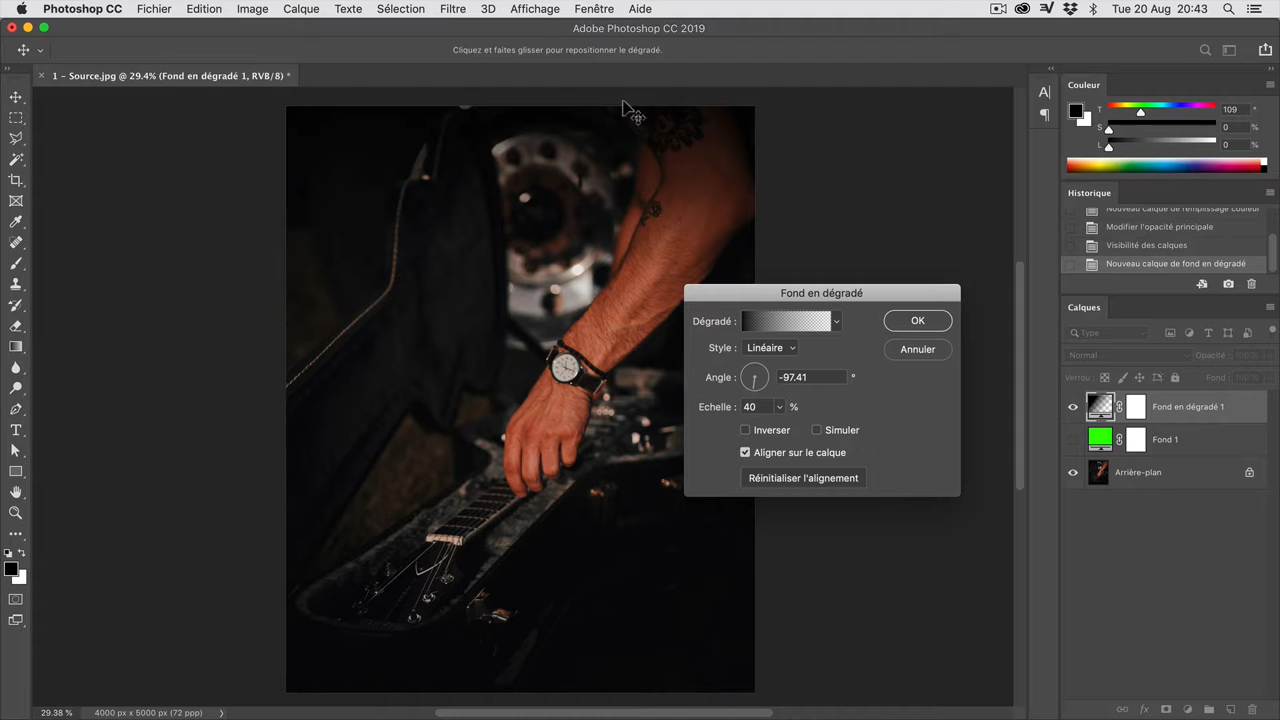 Photoshop CC Fichier Edition Image Calque Texte Sélection Filtre 3D Affichage Fenêtre Aide Tue 20 Aug 20:43
Adobe Photoshop CC 2019
Cliquez et faites glisser pour repositionner le dégradé.
1 – Source.jpg @ 29.4% (Fond en dégradé 1, RVB/8) *
Couleur
T 109 °
S 0 %
L 0 %
Historique
Nouveau calque de remplissage couleur
Modifier l'opacité principale
Visibilité des calques
Nouveau calque de fond en dégradé
Fond en dégradé
Dégradé : OK
Style : Linéaire Annuler
Angle : -97.41 °
Echelle : 40 %
Inverser Simuler
Aligner sur le calque
Réinitialiser l'alignement
Calques
Type
Normal Opacité : 100%
Verrou : Fond : 100%
Fond en dégradé 1
Fond 1
Arrière-plan
29.38 % 4000 px x 5000 px (72 ppp)